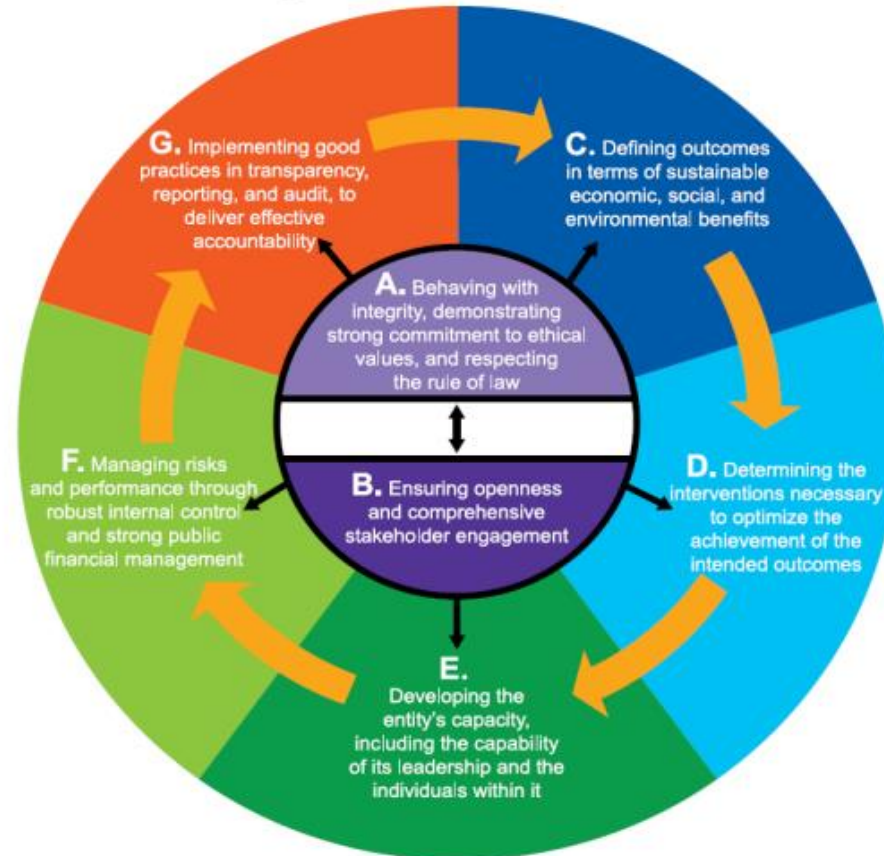 G. Implementing good
practices in transparency,
reporting, and audit, to
deliver effective
accountability
C. Defining outcomes
in terms of sustainable
economic, social, and
environmental benefits
A. Behaving with
integrity, demonstrating
strong commitment to ethical
values, and respecting
the rule of law
F. Managing risks
and performance through
robust internal control
and strong public
financial management
B. Ensuring openness
and comprehensive
stakeholder engagement
D. Determining the
interventions necessary
to optimize the
achievement of the
intended outcomes
E.
Developing the
entity's capacity,
including the capability
of its leadership and the
individuals within it